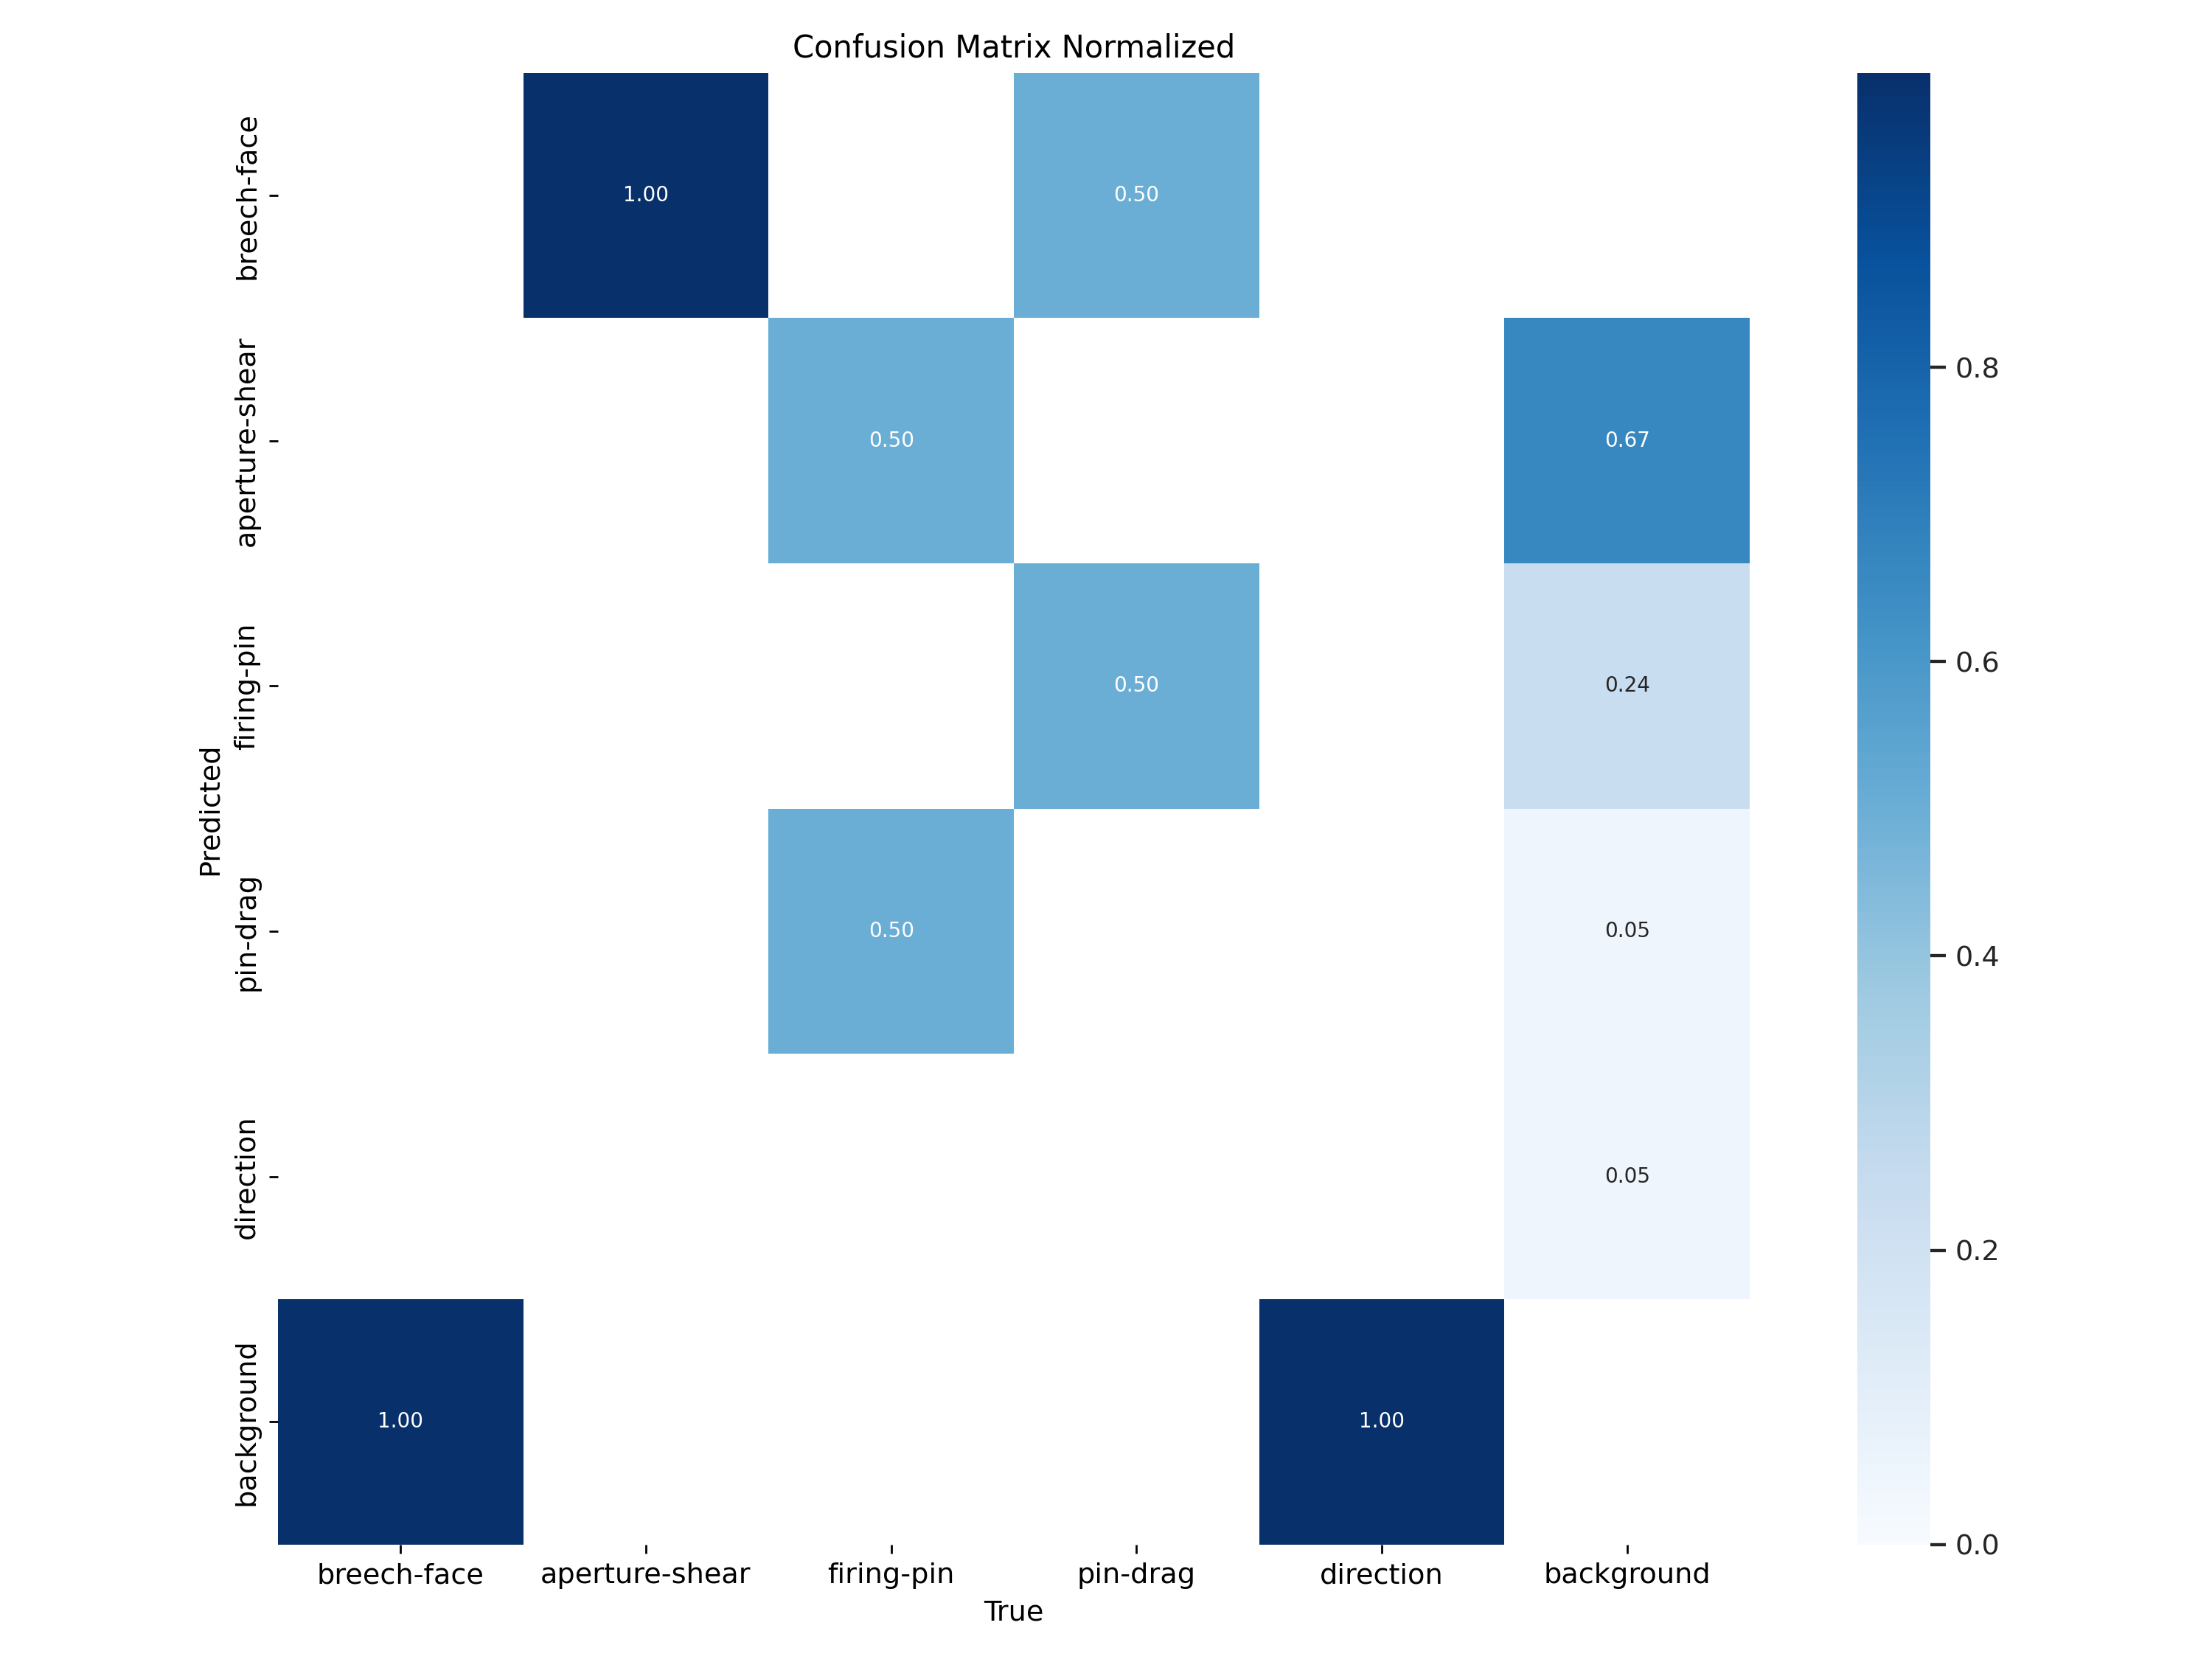 Confusion Matrix Normalized
breech-face
1.00
0.50
aperture-shear
0.50
0.67
0.8
firing-pin
0.50
0.24
0.6
Predicted
pin-drag
0.50
0.05
0.4
direction
0.05
0.2
background
1.00
1.00
0.0
breech-face aperture-shear firing-pin pin-drag direction background
True